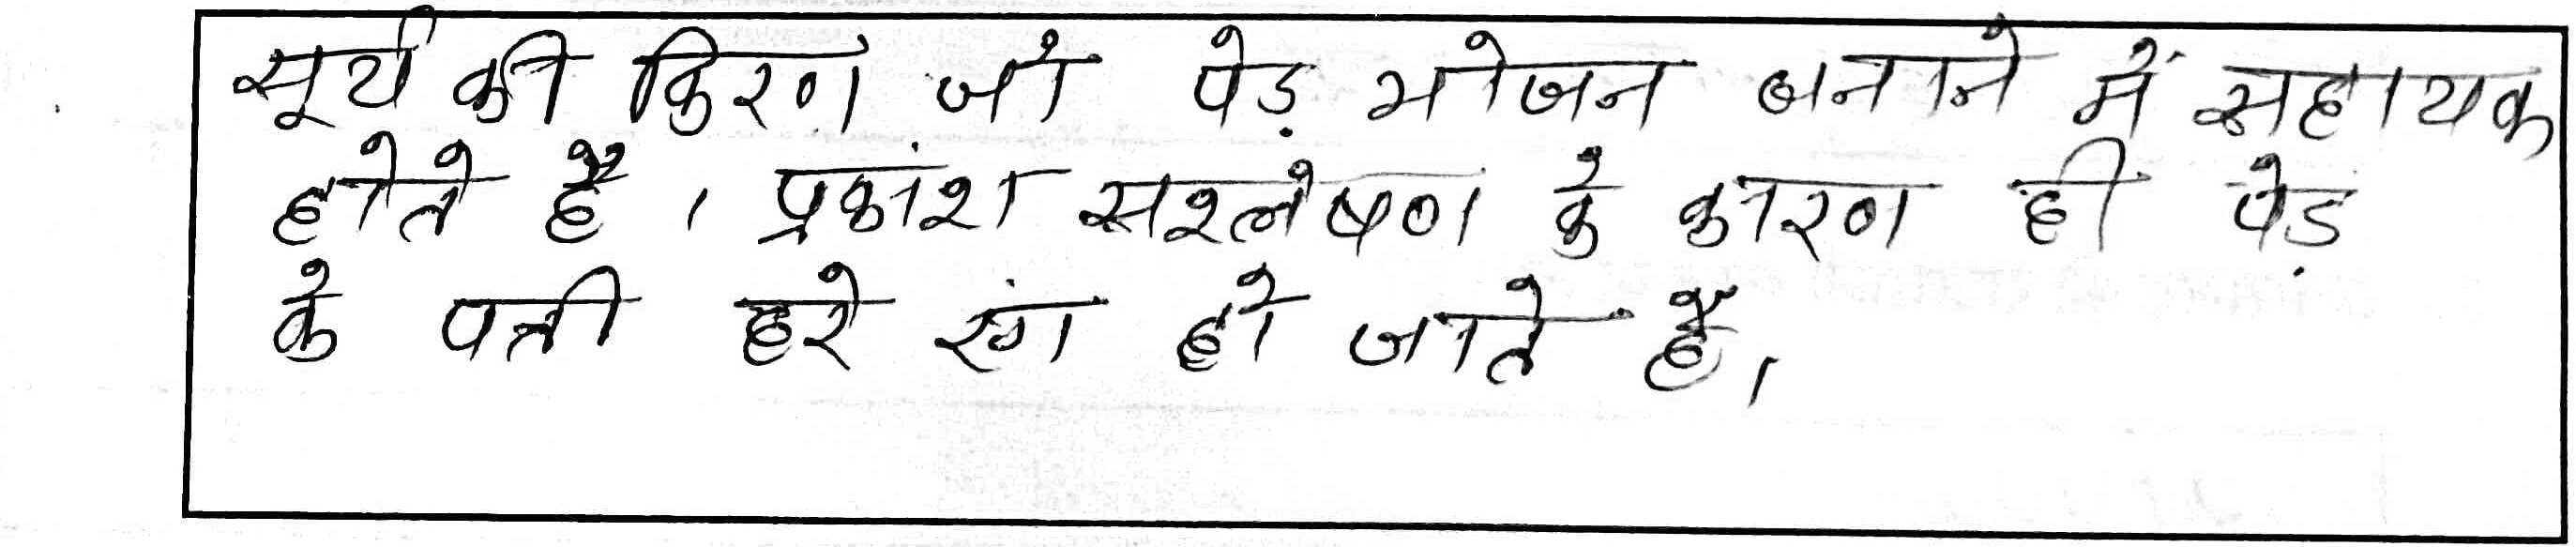 सूर्य की किरण जो पेड़ भोजन बनाने में सहायक
होते हैं। प्रकांश सश्लेषण के कारण ही पेड़
के पत्ती हरे रंग हो जाते हैं।